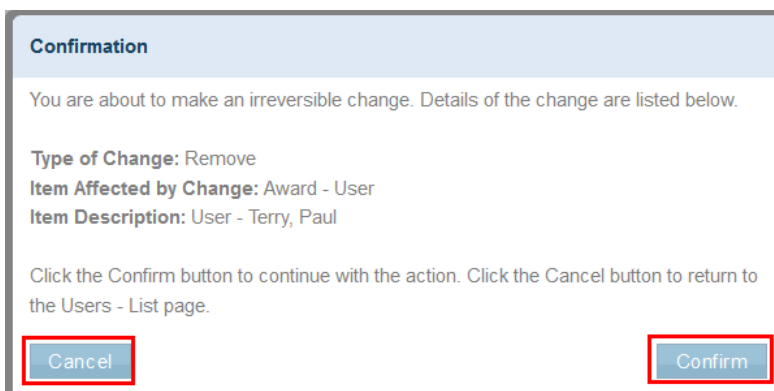 Confirmation
You are about to make an irreversible change. Details of the change are listed below.
Type of Change: Remove
Item Affected by Change: Award - User
Item Description: User - Terry, Paul
Click the Confirm button to continue with the action. Click the Cancel button to return to
the Users - List page.
Cancel
Confirm